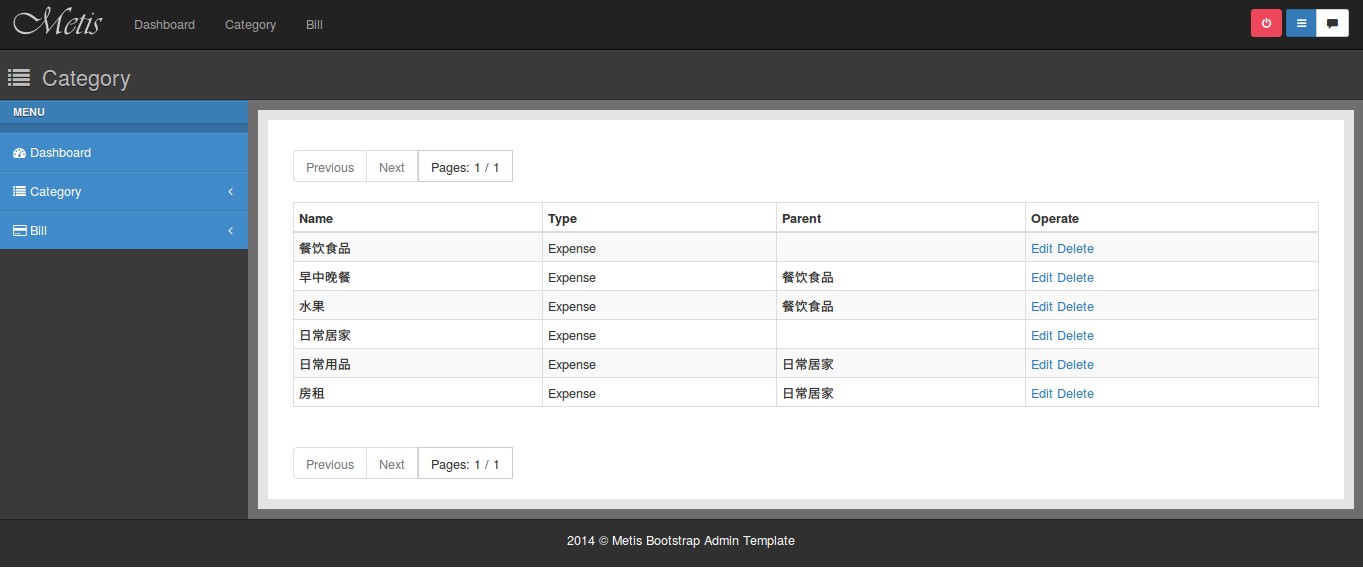 Metis Dashboard Category Bill
Category
MENU
Dashboard
Category
Bill
Previous Next Pages: 1 / 1
Name Type Parent Operate
餐饮食品 Expense Edit Delete
早中晚餐 Expense 餐饮食品 Edit Delete
水果 Expense 餐饮食品 Edit Delete
日常居家 Expense Edit Delete
日常用品 Expense 日常居家 Edit Delete
房租 Expense 日常居家 Edit Delete
Previous Next Pages: 1 / 1
2014 © Metis Bootstrap Admin Template